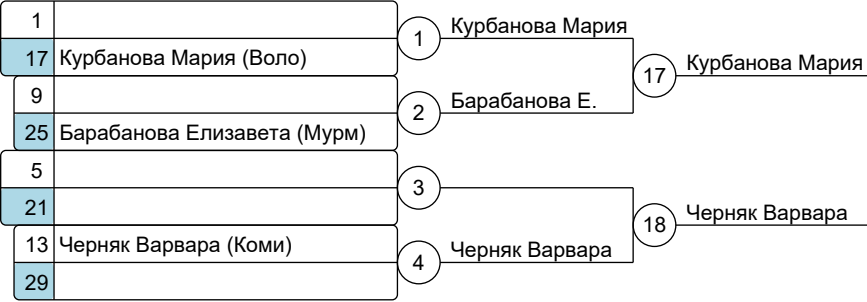 1
17 Курбанова Мария (Воло)
1
Курбанова Мария
9
25 Барабанова Елизавета (Мурм)
2
Барабанова Е.
17
Курбанова Мария
5
21
3
13 Черняк Варвара (Коми)
29
4
Черняк Варвара
18
Черняк Варвара